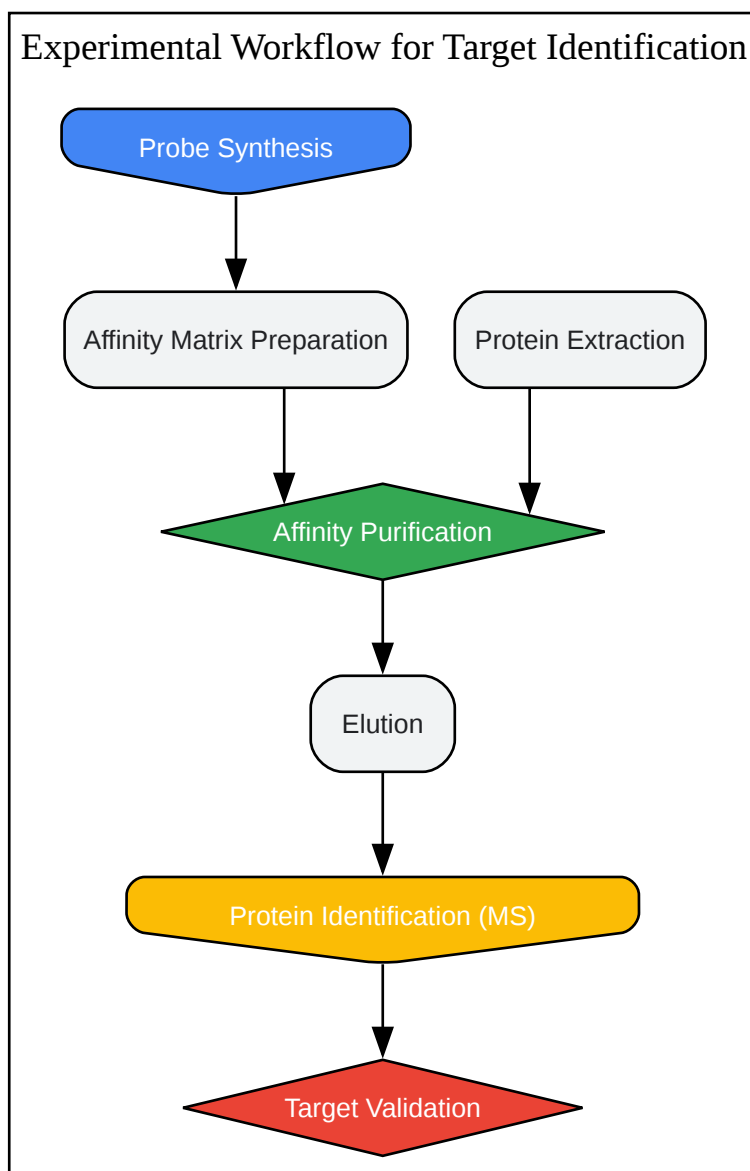 Experimental Workflow for Target Identification
Probe Synthesis
Affinity Matrix Preparation
Protein Extraction
Affinity Purification
Elution
Protein Identification (MS)
Target Validation